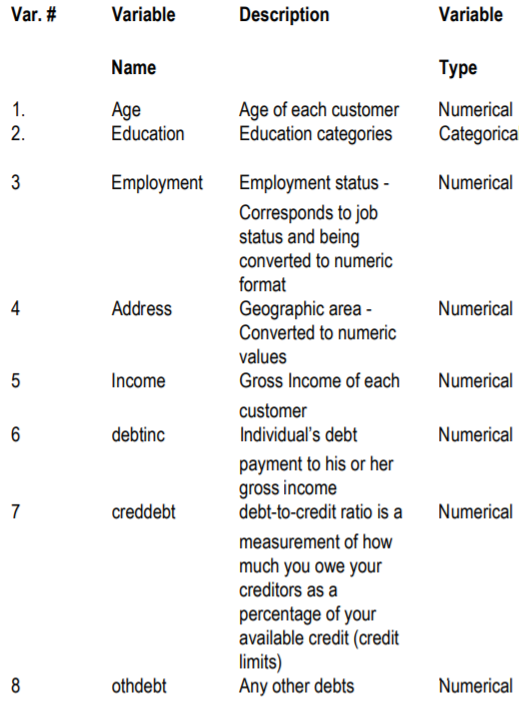 Var. # Variable Description Variable
Name Type
1. Age Age of each customer Numerical
2. Education Education categories Categorica
3 Employment Employment status - Numerical
Corresponds to job
status and being
converted to numeric
format
4 Address Geographic area - Numerical
Converted to numeric
values
5 Income Gross Income of each Numerical
customer
6 debtinc Individual's debt Numerical
payment to his or her
gross income
7 creddebt debt-to-credit ratio is a Numerical
measurement of how
much you owe your
creditors as a
percentage of your
available credit (credit
limits)
8 othdebt Any other debts Numerical